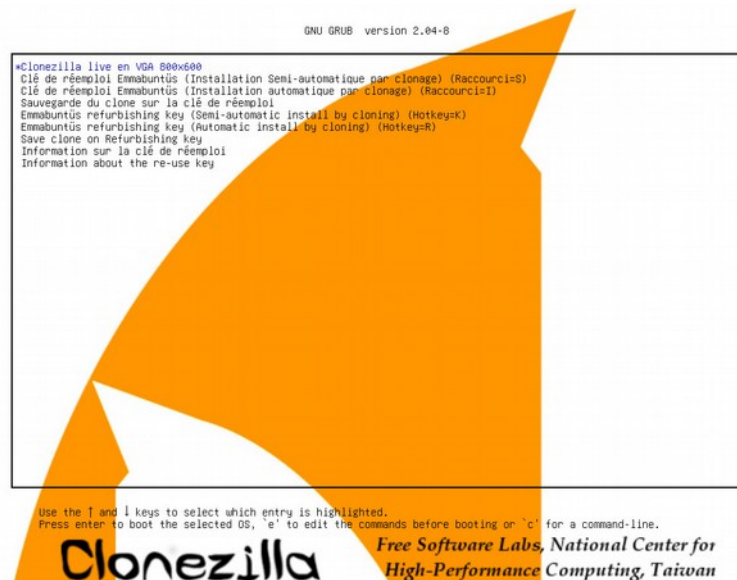 GNU GRUB  version 2.04-8
*Clonezilla live en VGA 800x600
Clé de réemploi Emmabuntüs (Installation Semi-automatique par clonage) (Raccourci=S)
Clé de réemploi Emmabuntüs (Installation automatique par clonage) (Raccourci=I)
Sauvegarde du clone sur la clé de réemploi
Emmabuntüs refurbishing key (Semi-automatic install by cloning) (Hotkey=K)
Emmabuntüs refurbishing key (Automatic install by cloning) (Hotkey=R)
Save clone on Refurbishing key
Information sur la clé de réemploi
Information about the re-use key
Use the ↑ and ↓ keys to select which entry is highlighted.
Press enter to boot the selected OS, `e' to edit the commands before booting or `c' for a command-line.
Clonezilla
Free Software Labs, National Center for
High-Performance Computing, Taiwan